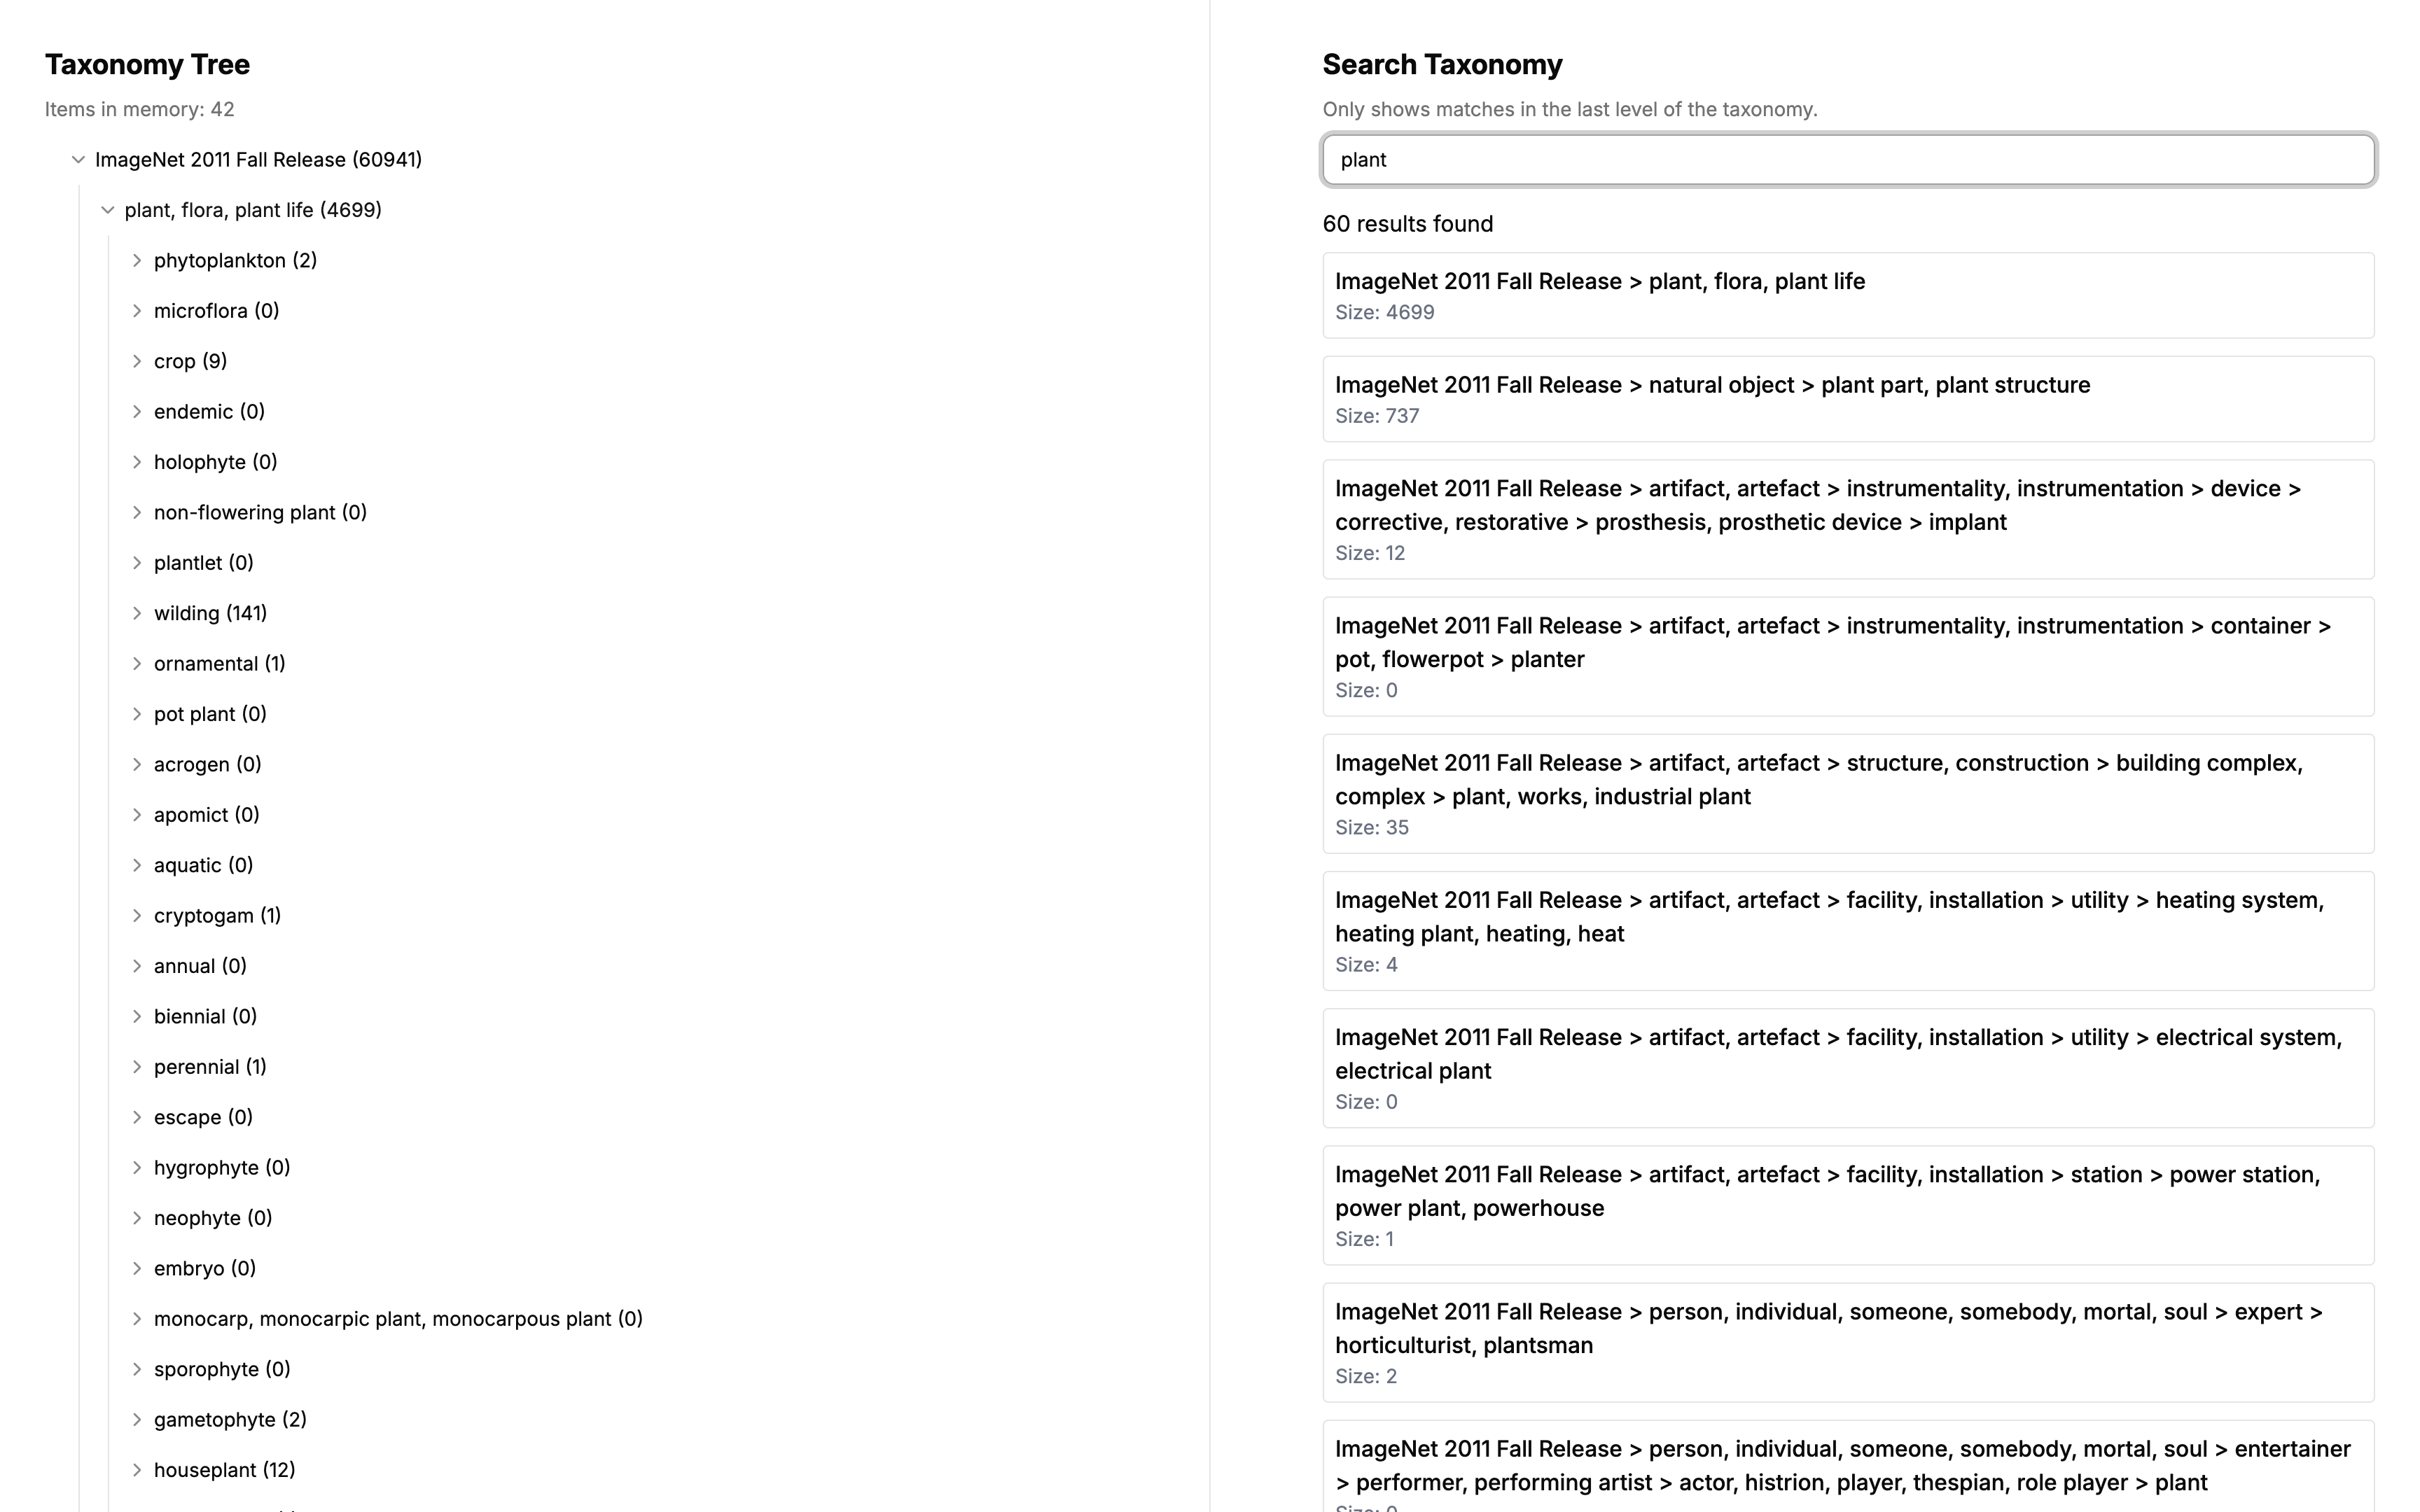 Taxonomy Tree
Items in memory: 42
ImageNet 2011 Fall Release (60941)
plant, flora, plant life (4699)
phytoplankton (2)
microflora (0)
crop (9)
endemic (0)
holophyte (0)
non-flowering plant (0)
plantlet (0)
wilding (141)
ornamental (1)
pot plant (0)
acrogen (0)
apomict (0)
aquatic (0)
cryptogam (1)
annual (0)
biennial (0)
perennial (1)
escape (0)
hygrophyte (0)
neophyte (0)
embryo (0)
monocarp, monocarpic plant, monocarpous plant (0)
sporophyte (0)
gametophyte (2)
houseplant (12)
Search Taxonomy
Only shows matches in the last level of the taxonomy.
plant
60 results found
ImageNet 2011 Fall Release > plant, flora, plant life
Size: 4699
ImageNet 2011 Fall Release > natural object > plant part, plant structure
Size: 737
ImageNet 2011 Fall Release > artifact, artefact > instrumentality, instrumentation > device >
corrective, restorative > prosthesis, prosthetic device > implant
Size: 12
ImageNet 2011 Fall Release > artifact, artefact > instrumentality, instrumentation > container >
pot, flowerpot > planter
Size: 0
ImageNet 2011 Fall Release > artifact, artefact > structure, construction > building complex,
complex > plant, works, industrial plant
Size: 35
ImageNet 2011 Fall Release > artifact, artefact > facility, installation > utility > heating system,
heating plant, heating, heat
Size: 4
ImageNet 2011 Fall Release > artifact, artefact > facility, installation > utility > electrical system,
electrical plant
Size: 0
ImageNet 2011 Fall Release > artifact, artefact > facility, installation > station > power station,
power plant, powerhouse
Size: 1
ImageNet 2011 Fall Release > person, individual, someone, somebody, mortal, soul > expert >
horticulturist, plantsman
Size: 2
ImageNet 2011 Fall Release > person, individual, someone, somebody, mortal, soul > entertainer
> performer, performing artist > actor, histrion, player, thespian, role player > plant